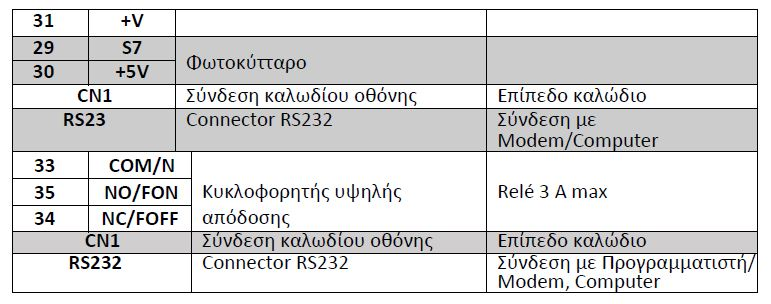 31 +V
29 S7
Φωτοκύτταρο
30 +5V
CN1 Σύνδεση καλωδίου οθόνης Επίπεδο καλώδιο
RS23 Connector RS232 Σύνδεση με
Modem/Computer
33 COM/N
35 NO/FON Κυκλοφορητής υψηλής Relé 3 A max
34 NC/FOFF απόδοσης
CN1 Σύνδεση καλωδίου οθόνης Επίπεδο καλώδιο
RS232 Connector RS232 Σύνδεση με Προγραμματιστή/
Modem, Computer